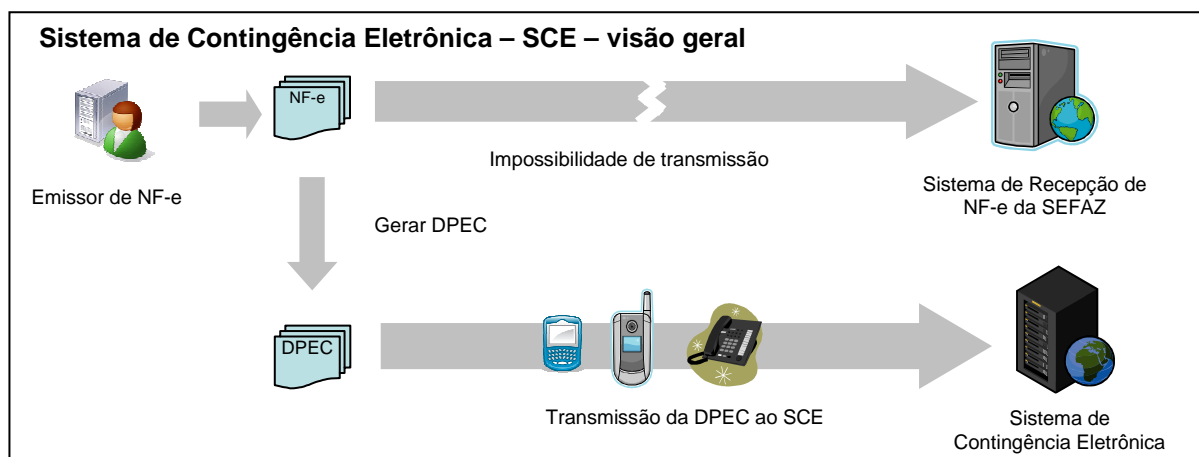 Sistema de Contingência Eletrônica – SCE – visão geral
NF-e
Impossibilidade de transmissão
Emissor de NF-e
Sistema de Recepção de
NF-e da SEFAZ
Gerar DPEC
DPEC
Transmissão da DPEC ao SCE
Sistema de
Contingência Eletrônica